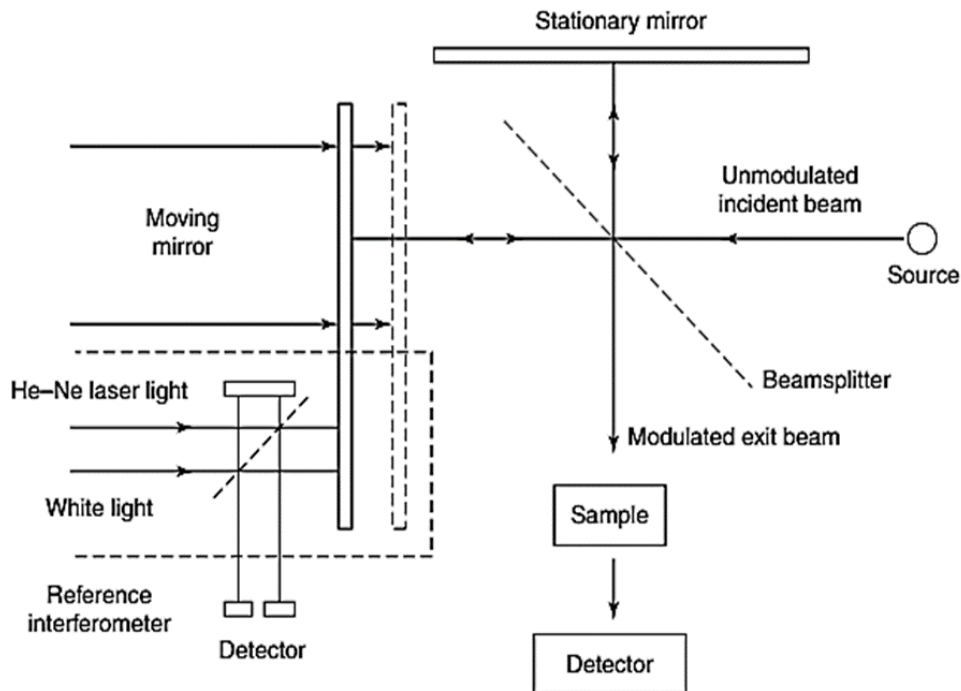 Stationary mirror
Unmodulated
incident beam
Moving
mirror
Source
Beamsplitter
He–Ne laser light
Modulated exit beam
White light
Sample
Reference
interferometer
Detector
Detector